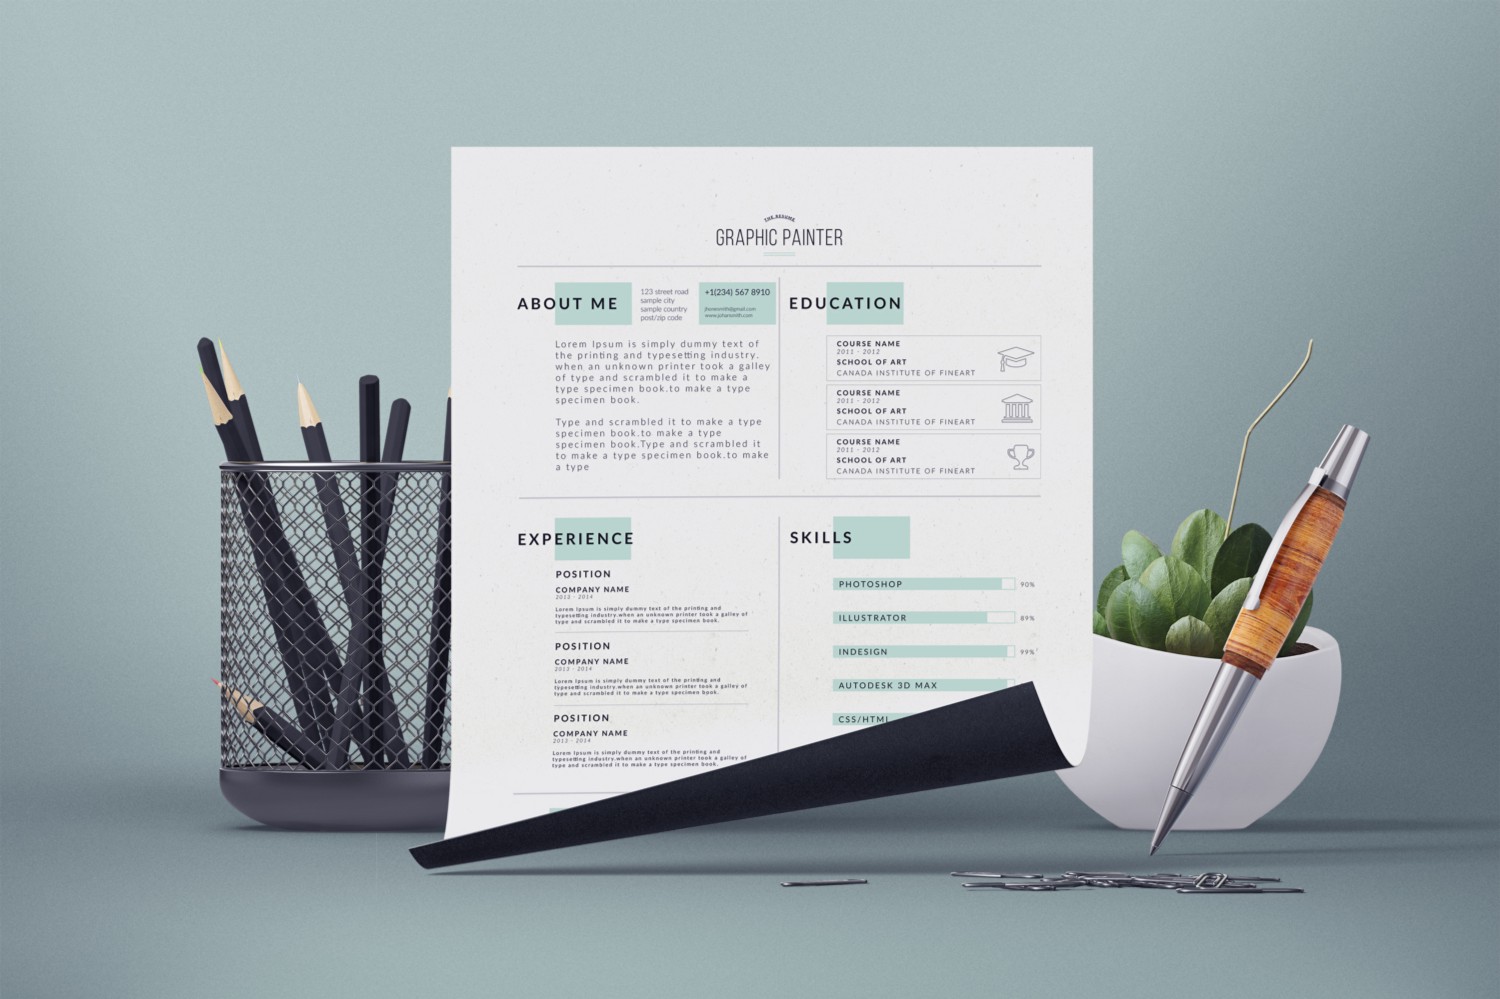 THE RESUME
GRAPHIC PAINTER
ABOUT ME
123 street road
sample city
sample country
post/zip code
+1(234) 567 8910
EDUCATION
Lorem Ipsum is simply dummy text of
the printing and typesetting industry.
when an unknown printer took a galley
of type and scrambled it to make a
type specimen book.to make a type
specimen book.
Type and scrambled it to make a type
specimen book.to make a type
specimen book.Type and scrambled it
to make a type specimen book.to make
a type
COURSE NAME
2011 - 2012
SCHOOL OF ART
CANADA INSTITUTE OF FINEART
COURSE NAME
2011 - 2012
SCHOOL OF ART
CANADA INSTITUTE OF FINEART
COURSE NAME
2011 - 2012
SCHOOL OF ART
CANADA INSTITUTE OF FINEART
EXPERIENCE
POSITION
COMPANY NAME
2013 - 2014
Lorem Ipsum is simply dummy text of the printing and
typesetting industry.when an unknown printer took a galley of
type and scrambled it to make a type specimen book.
POSITION
COMPANY NAME
2013 - 2014
Lorem Ipsum is simply dummy text of the printing and
typesetting industry.when an unknown printer took a galley of
type and scrambled it to make a type specimen book.
POSITION
COMPANY NAME
2013 - 2014
Lorem Ipsum is simply dummy text of the printing and
typesetting industry.when an unknown printer took a galley of
type and scrambled it to make a type specimen book.
SKILLS
PHOTOSHOP 90%
ILLUSTRATOR 89%
INDESIGN 99%
AUTODESK 3D MAX
CSS/HTML